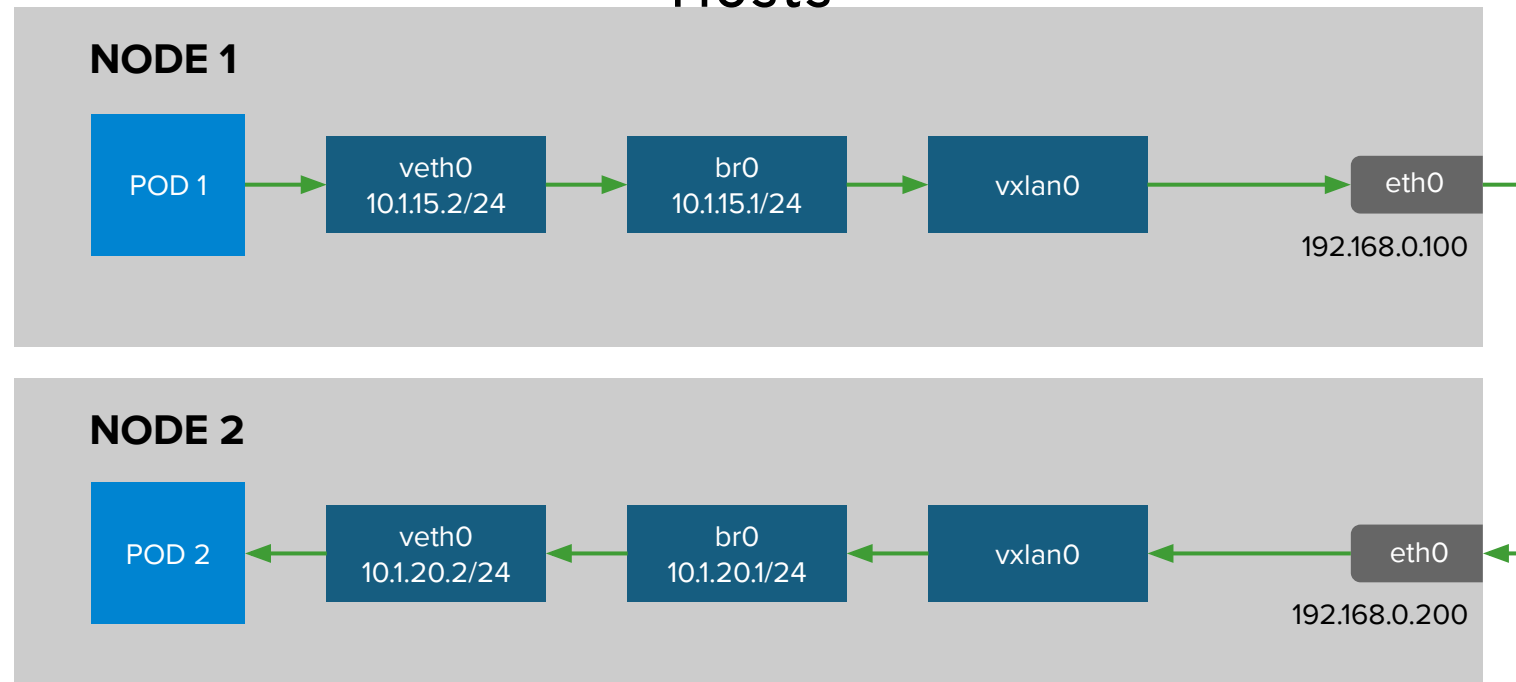 Hosts
NODE 1
POD 1
veth0
10.1.15.2/24
br0
10.1.15.1/24
vxlan0
eth0
192.168.0.100
NODE 2
POD 2
veth0
10.1.20.2/24
br0
10.1.20.1/24
vxlan0
eth0
192.168.0.200